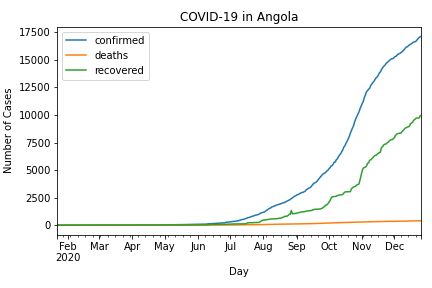 COVID-19 in Angola
confirmed
deaths
recovered
Number of Cases
17500
15000
12500
10000
7500
5000
2500
0
Feb Mar Apr May Jun Jul Aug Sep Oct Nov Dec
2020
Day